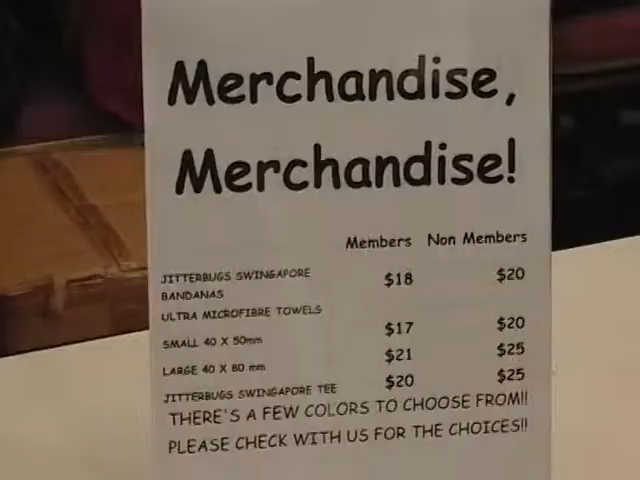 Merchandise,
Merchandise!
Members Non Members
JITTERBUGS SWINGAPORE $18 $20
BANDANAS
ULTRA MICROFIBRE TOWELS
SMALL 40 X 50mm $17 $20
LARGE 40 X 80 mm $21 $25
JITTERBUGS SWINGAPORE TEE $20 $25
THERE'S A FEW COLORS TO CHOOSE FROM!!
PLEASE CHECK WITH US FOR THE CHOICES!!